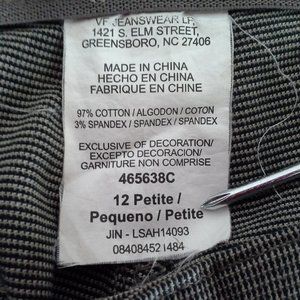 VF JEANSWEAR LP,
1421 S. ELM STREET,
GREENSBORO, NC 27406
MADE IN CHINA
HECHO EN CHINA
FABRIQUE EN CHINE
97% COTTON / ALGODON / COTON
3% SPANDEX / SPANDEX / SPANDEX
EXCLUSIVE OF DECORATION/
EXCEPTO DECORACION/
GARNITURE NON COMPRISE
465638C
12 Petite /
Pequeno / Petite
JIN - LSAH14093
08408452 1484